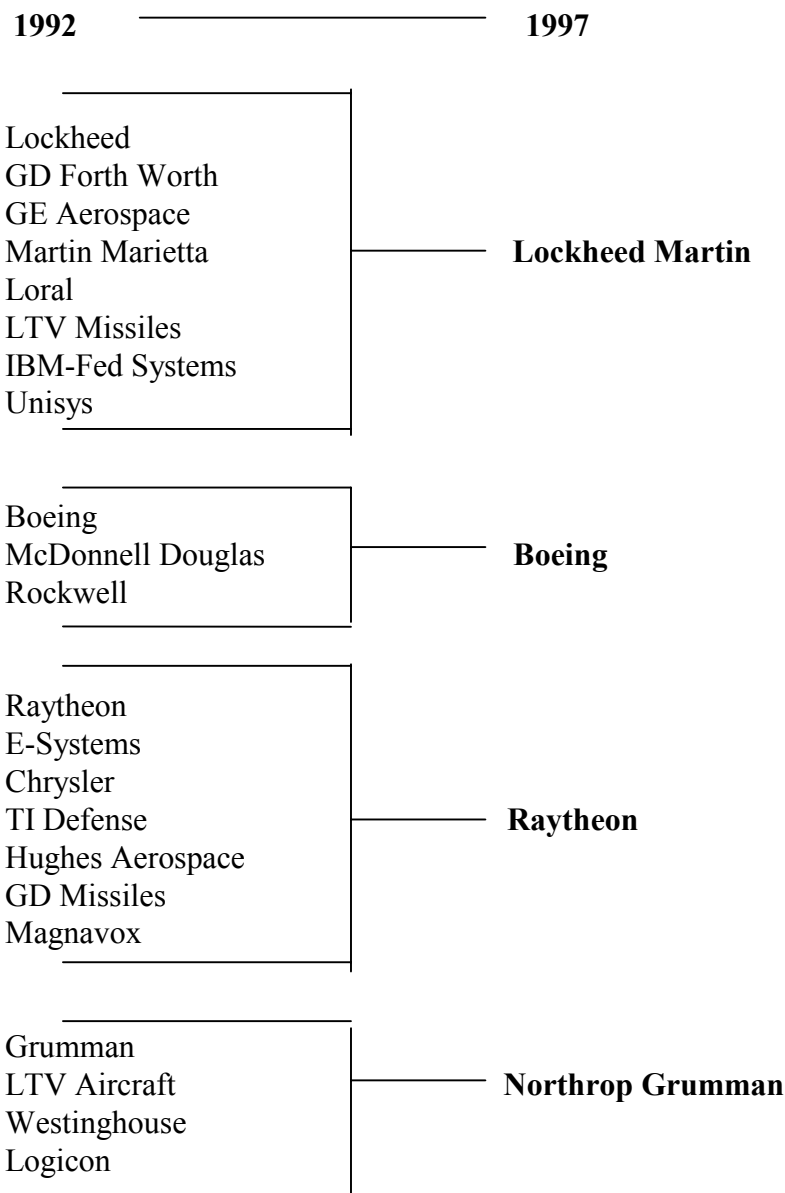 1992 1997
Lockheed
GD Forth Worth
GE Aerospace
Martin Marietta
Lockheed Martin
Loral
LTV Missiles
IBM-Fed Systems
Unisys
Boeing
McDonnell Douglas
Boeing
Rockwell
Raytheon
E-Systems
Chrysler
TI Defense
Raytheon
Hughes Aerospace
GD Missiles
Magnavox
Grumman
LTV Aircraft
Northrop Grumman
Westinghouse
Logicon